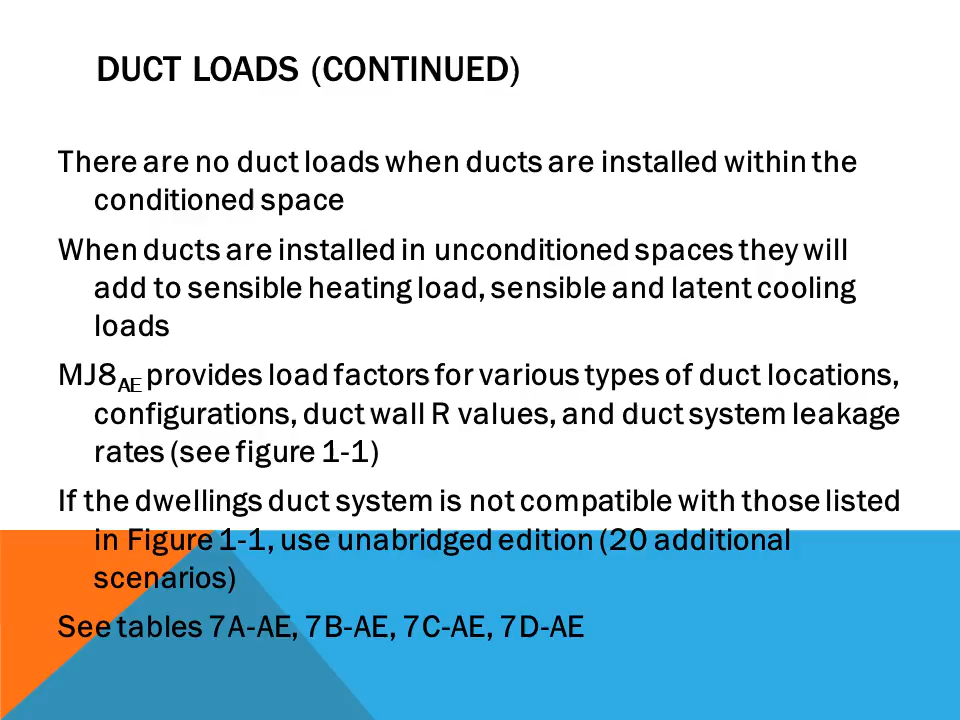 DUCT LOADS (CONTINUED)
There are no duct loads when ducts are installed within the
conditioned space
When ducts are installed in unconditioned spaces they will
add to sensible heating load, sensible and latent cooling
loads
MJ8AE provides load factors for various types of duct locations,
configurations, duct wall R values, and duct system leakage
rates (see figure 1-1)
If the dwellings duct system is not compatible with those listed
in Figure 1-1, use unabridged edition (20 additional
scenarios)
See tables 7A-AE, 7B-AE, 7C-AE, 7D-AE